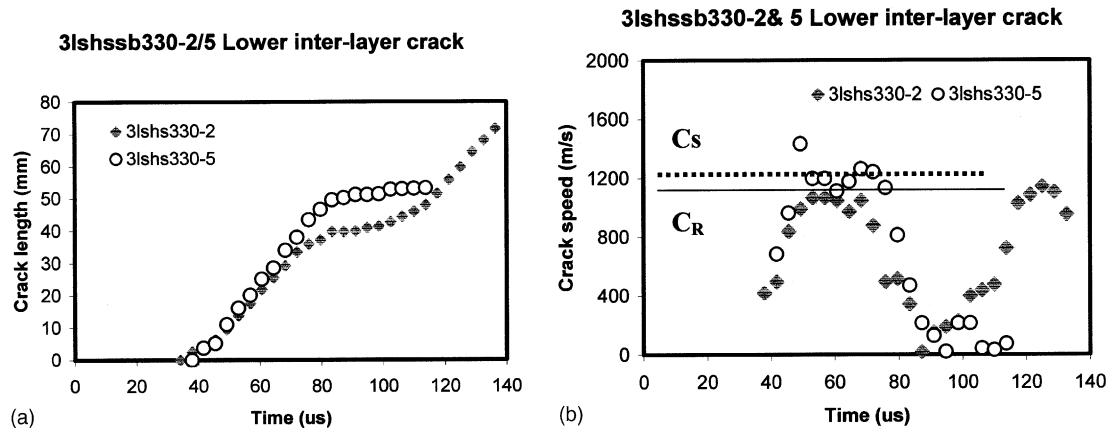 3lshssb330-2/5 Lower inter-layer crack
80
70
60
50
40
30
20
10
0
3lshs330-2
3lshs330-5
Crack length (mm)
0 20 40 60 80 100 120 140
Time (us)
(a)
3lshssb330-2& 5 Lower inter-layer crack
2000
1600
1200
800
400
0
3lshs330-2 3lshs330-5
Cs
CR
Crack speed (m/s)
0 20 40 60 80 100 120 140
Time (us)
(b)